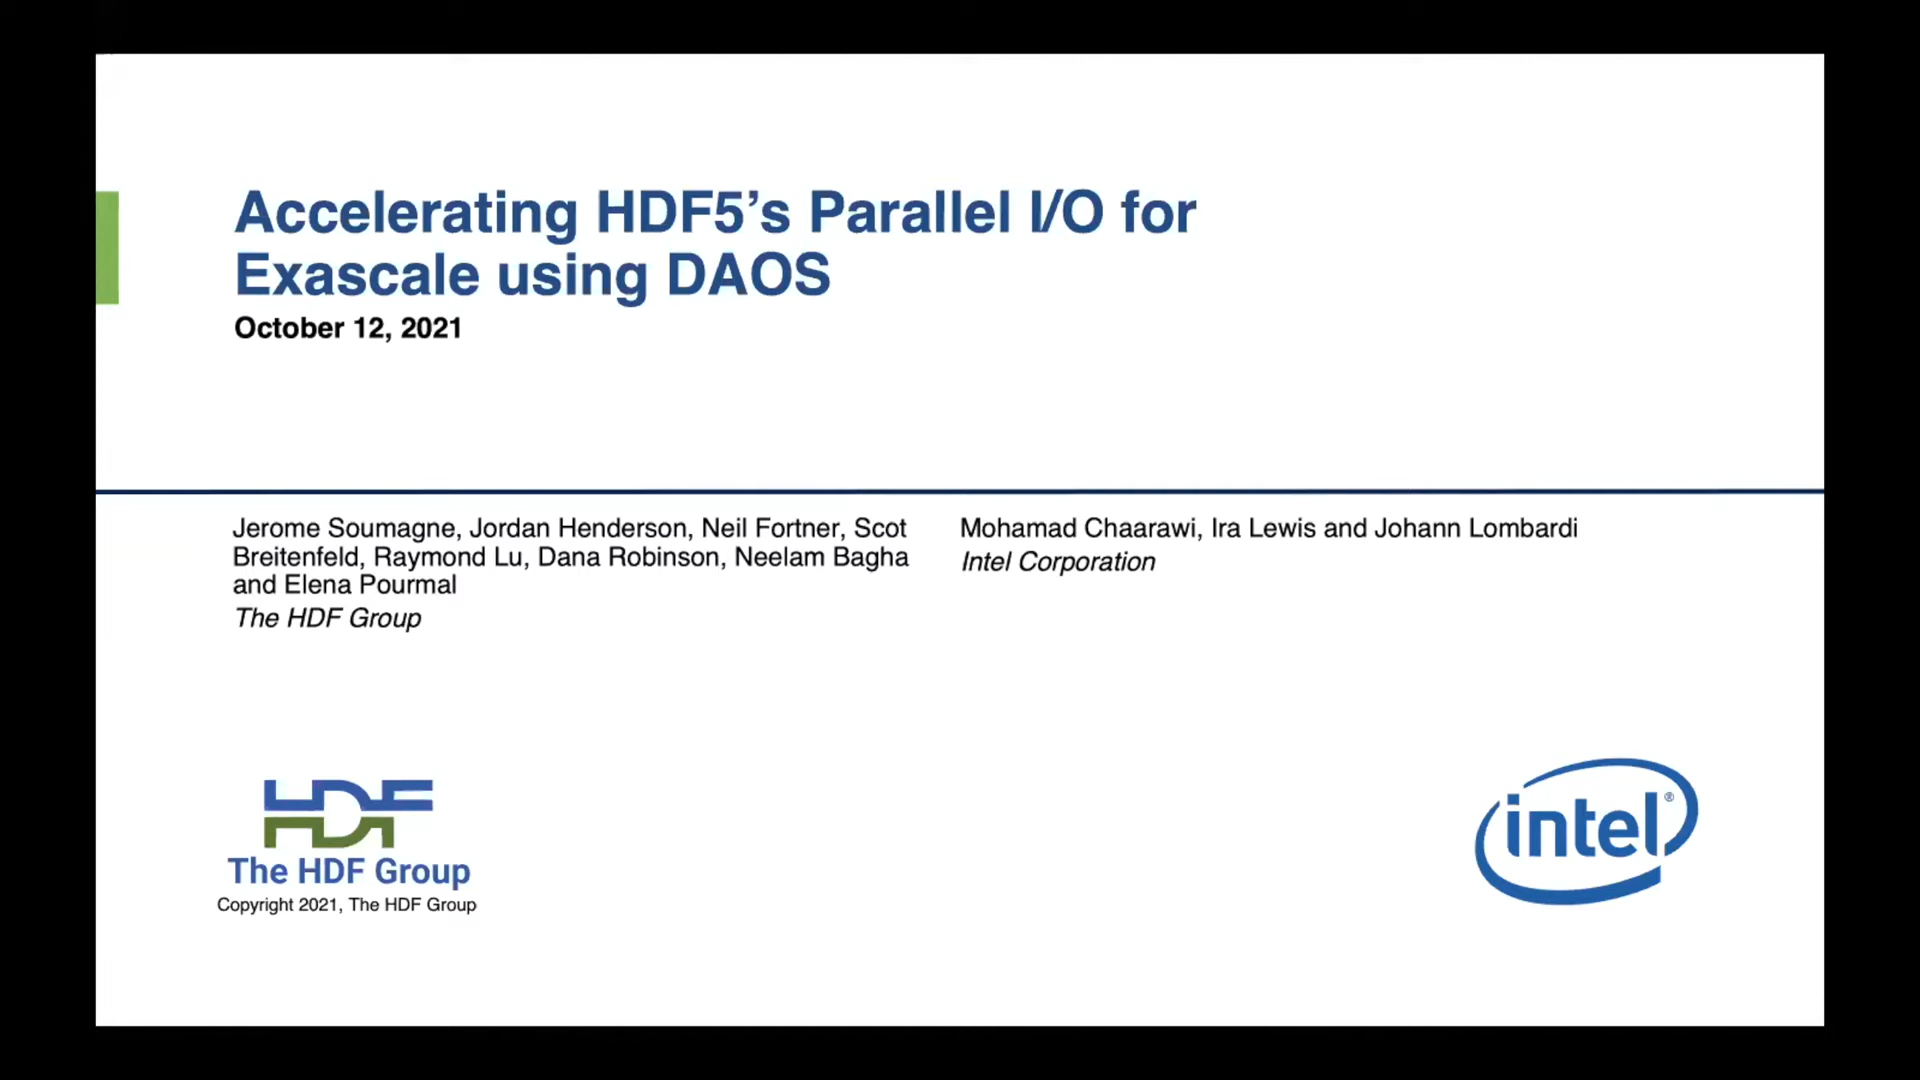 Accelerating HDF5’s Parallel I/O for
Exascale using DAOS
October 12, 2021
Jerome Soumagne, Jordan Henderson, Neil Fortner, Scot
Breitenfeld, Raymond Lu, Dana Robinson, Neelam Bagha
and Elena Pourmal
The HDF Group
Mohamad Chaarawi, Ira Lewis and Johann Lombardi
Intel Corporation
HDF
The HDF Group
Copyright 2021, The HDF Group
intel®